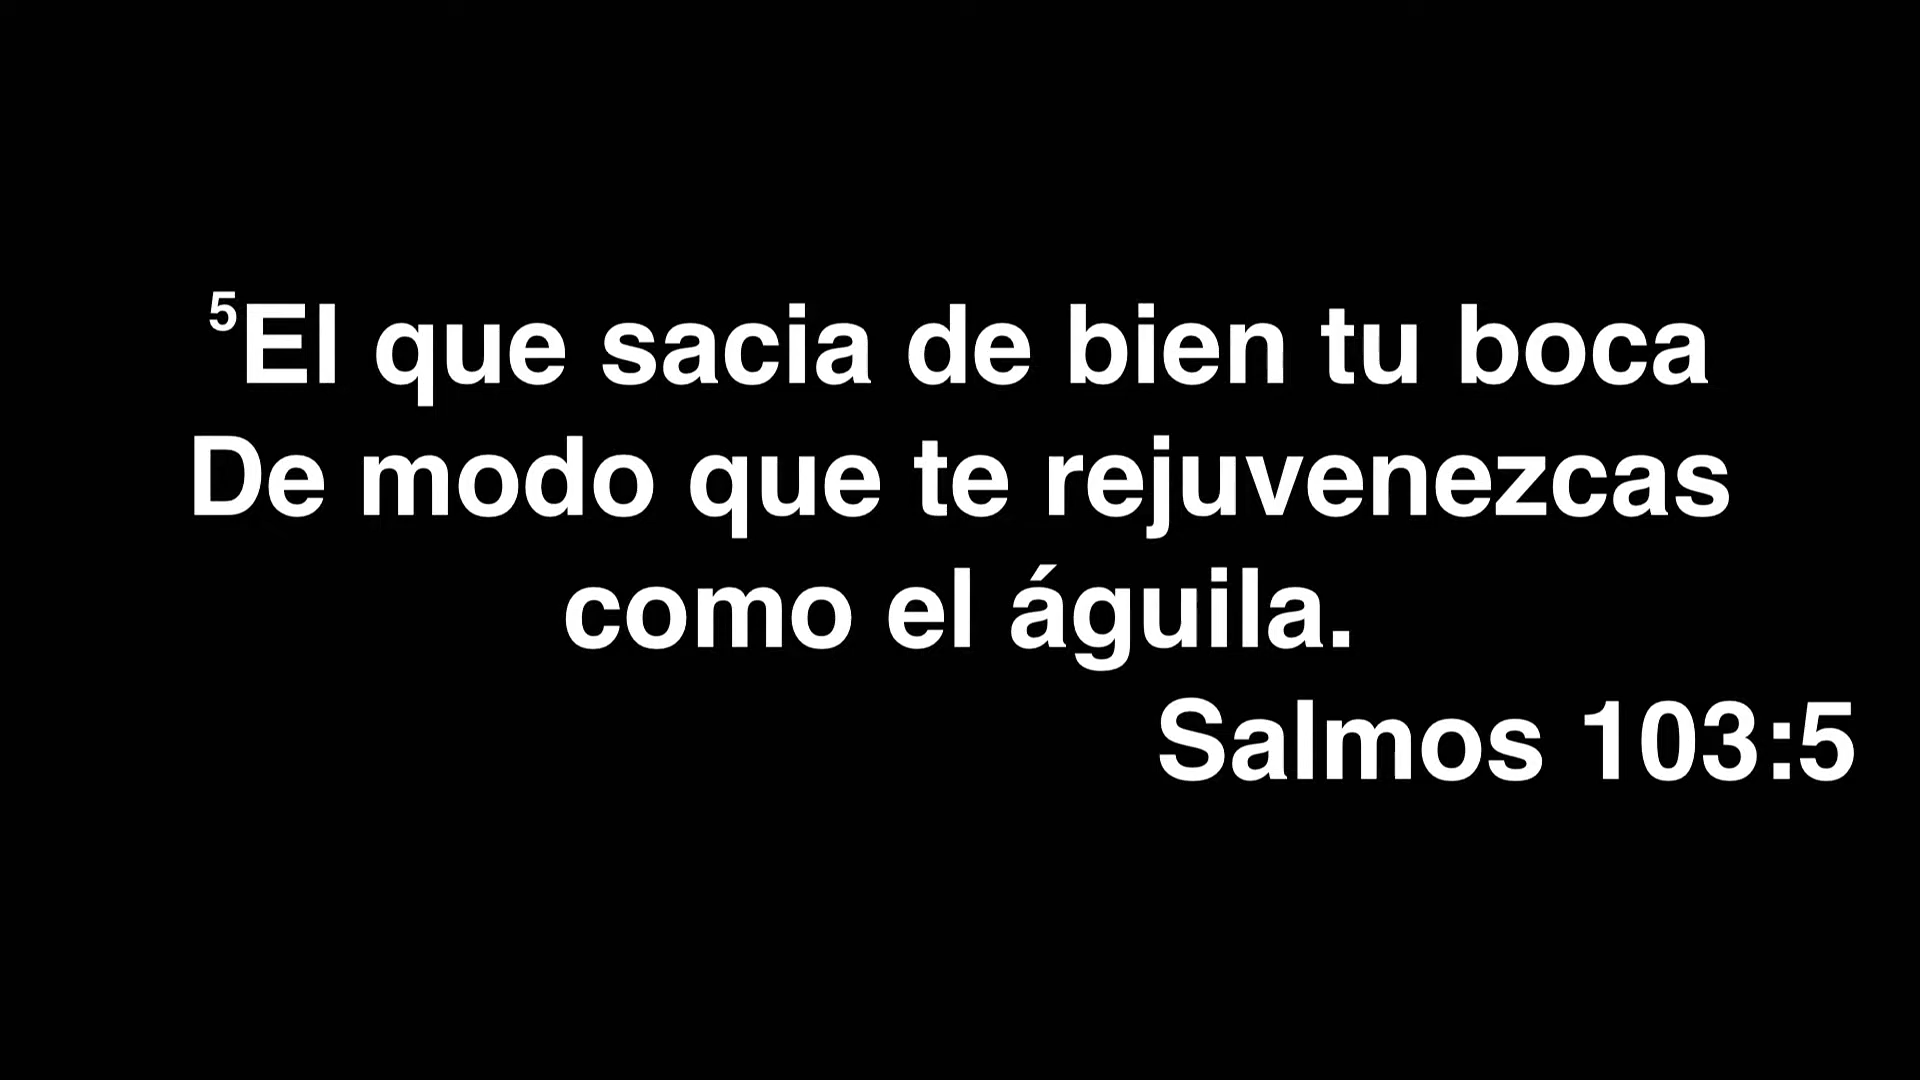 ⁵El que sacia de bien tu boca
De modo que te rejuvenezcas
como el águila.
Salmos 103:5